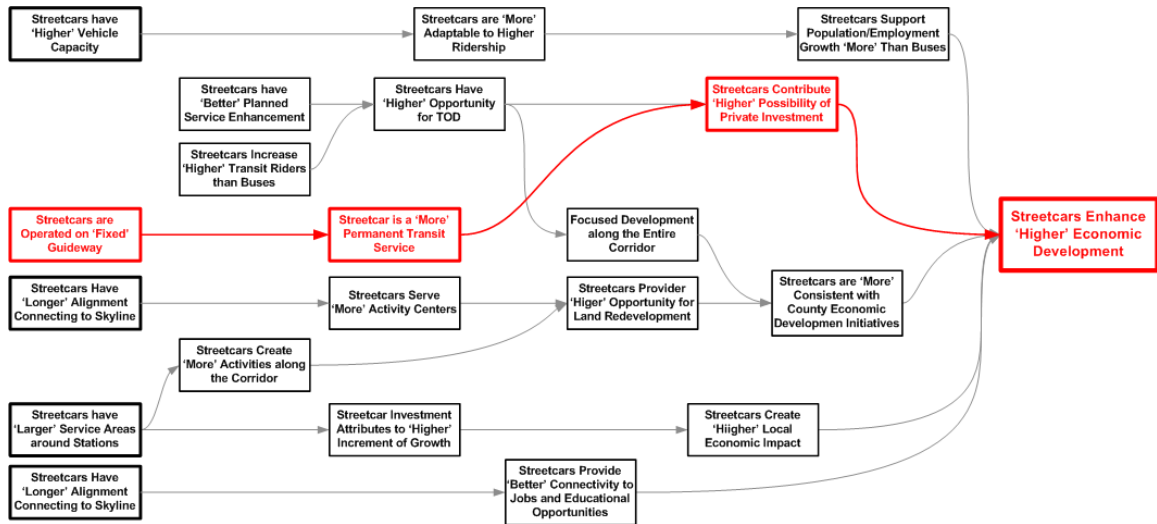 Streetcars have
‘Higher’ Vehicle
Capacity
Streetcars are ‘More’
Adaptable to Higher
Ridership
Streetcars Support
Population/Employment
Growth ‘More’ Than Buses
Streetcars have
‘Better’ Planned
Service Enhancement
Streetcars Have
‘Higher’ Opportunity
for TOD
Streetcars Contribute
‘Higher’ Possibility of
Private Investment
Streetcars Increase
‘Higher’ Transit Riders
than Buses
Streetcars are
Operated on ‘Fixed’
Guideway
Streetcar is a ‘More’
Permanent Transit
Service
Focused Development
along the Entire
Corridor
Streetcars Enhance
‘Higher’ Economic
Development
Streetcars Have
‘Longer’ Alignment
Connecting to Skyline
Streetcars Serve
‘More’ Activity Centers
Streetcars Provider
‘Higer’ Opportunity for
Land Redevelopment
Streetcars are ‘More’
Consistent with
County Economic
Developmen Initiatives
Streetcars Create
‘More’ Activities along
the Corridor
Streetcars have
‘Larger’ Service Areas
around Stations
Streetcar Investment
Attributes to ‘Higher’
Increment of Growth
Streetcars Create
‘Hiigher’ Local
Economic Impact
Streetcars Have
‘Longer’ Alignment
Connecting to Skyline
Streetcars Provide
‘Better’ Connectivity to
Jobs and Educational
Opportunities